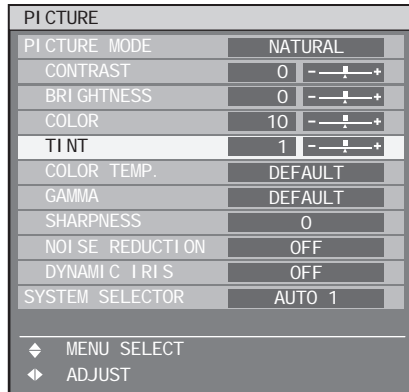 PICTURE
PICTURE MODE NATURAL
CONTRAST 0 - +
BRIGHTNESS 0 - +
COLOR 10 - +
TINT 1 - +
COLOR TEMP. DEFAULT
GAMMA DEFAULT
SHARPNESS 0
NOISE REDUCTION OFF
DYNAMIC IRIS OFF
SYSTEM SELECTOR AUTO 1
MENU SELECT
ADJUST